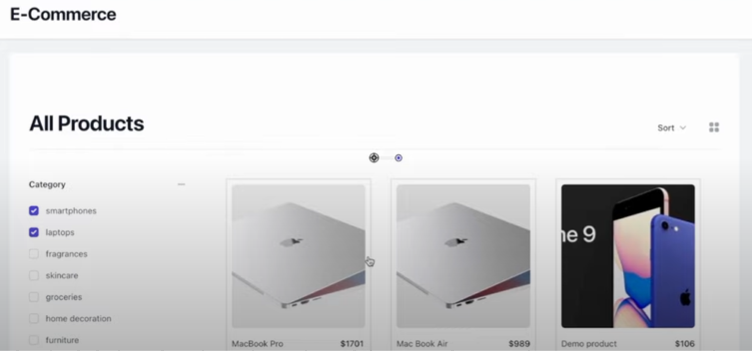 E-Commerce
All Products
Sort
Category
smartphones
laptops
fragrances
skincare
groceries
home decoration
furniture
ne 9
MacBook Pro $1701
Mac Book Air $989
Demo product $106